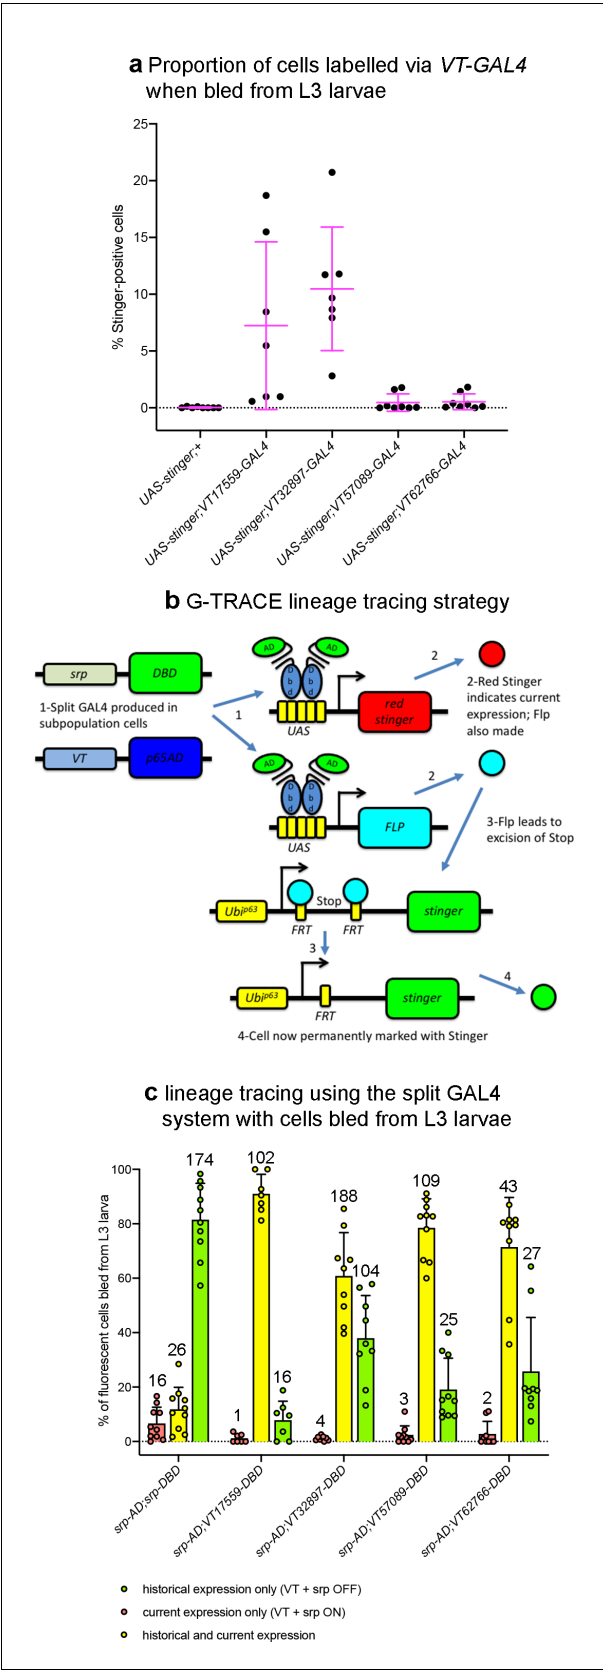 a Proportion of cells labelled via VT-GAL4
when bled from L3 larvae
% Stinger-positive cells
25
20
15
10
5
0
UAS-stinger;+
UAS-stinger;VT17559-GAL4
UAS-stinger;VT32897-GAL4
UAS-stinger;VT57089-GAL4
UAS-stinger;VT62766-GAL4
b G-TRACE lineage tracing strategy
srp
DBD
1-Split GAL4 produced in
subpopulation cells
VT
p65AD
1
AD
AD
D
b
d
D
b
d
UAS
red
stinger
2
2-Red Stinger
indicates current
expression; Flp
also made
AD
AD
D
b
d
D
b
d
UAS
FLP
2
3-Flp leads to
excision of Stop
Ubip63
Stop
FRT
FRT
stinger
3
Ubip63
FRT
stinger
4
4-Cell now permanently marked with Stinger
c lineage tracing using the split GAL4
system with cells bled from L3 larvae
% of fluorescent cells bled from L3 larva
100
80
60
40
20
0
16
26
174
1
102
16
4
188
104
3
109
25
2
43
27
srp-AD;srp-DBD
srp-AD;VT17559-DBD
srp-AD;VT32897-DBD
srp-AD;VT57089-DBD
srp-AD;VT62766-DBD
historical expression only (VT + srp OFF)
current expression only (VT + srp ON)
historical and current expression